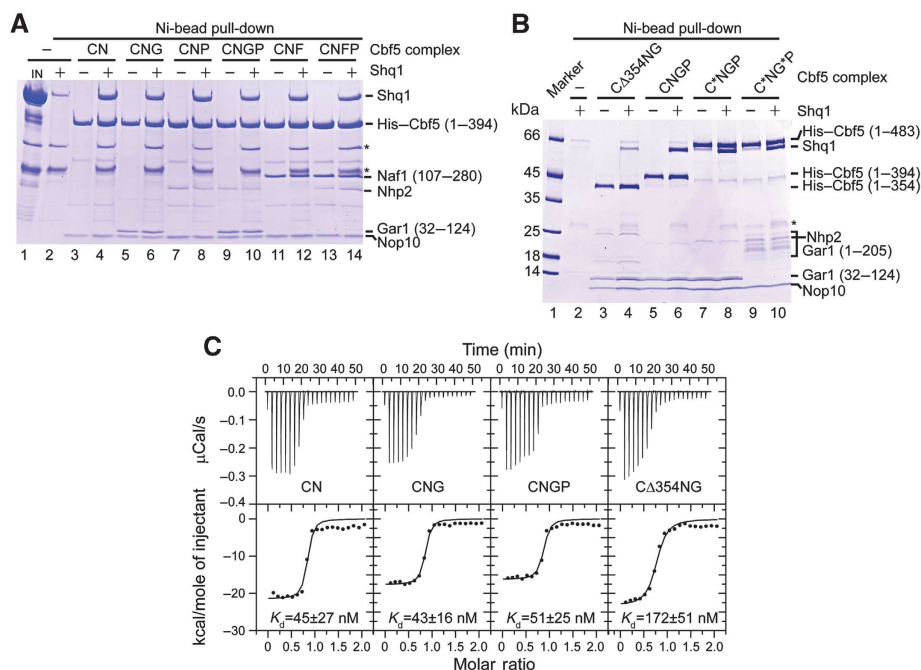 A
Ni-bead pull-down
– CN CNG CNP CNGP CNF CNFP Cbf5 complex
IN + – + – + – + – + – + – + Shq1
Shq1
His–Cbf5 (1–394)
*
*
Naf1 (107–280)
Nhp2
Gar1 (32–124)
Nop10
1 2 3 4 5 6 7 8 9 10 11 12 13 14
B
Ni-bead pull-down
Marker – CΔ354NG CNGP C*NGP C*NG*P Cbf5 complex
+ – + – + – + – + Shq1
kDa
66
45
35
25
18
14
His–Cbf5 (1–483)
Shq1
His–Cbf5 (1–394)
His–Cbf5 (1–354)
*
Nhp2
Gar1 (1–205)
Gar1 (32–124)
Nop10
1 2 3 4 5 6 7 8 9 10
C
Time (min)
0 10 20 30 40 50 0 10 20 30 40 50 0 10 20 30 40 50 0 10 20 30 40 50
µCal/s
0.0
–0.1
–0.2
–0.3
–0.4
CN CNG CNGP CΔ354NG
kcal/mole of injectant
0
–10
–20
–30
Kd=45±27 nM Kd=43±16 nM Kd=51±25 nM Kd=172±51 nM
0 0.5 1.0 1.5 2.0 0 0.5 1.0 1.5 2.0 0 0.5 1.0 1.5 2.0 0 0.5 1.0 1.5 2.0
Molar ratio